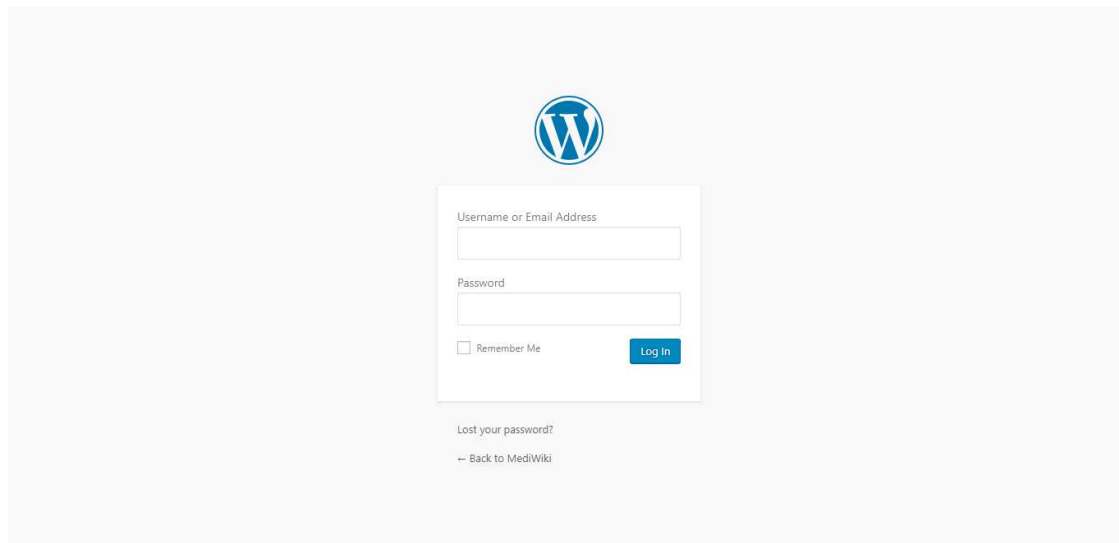 Username or Email Address
Password
Remember Me
Log In
Lost your password?
← Back to MediWiki